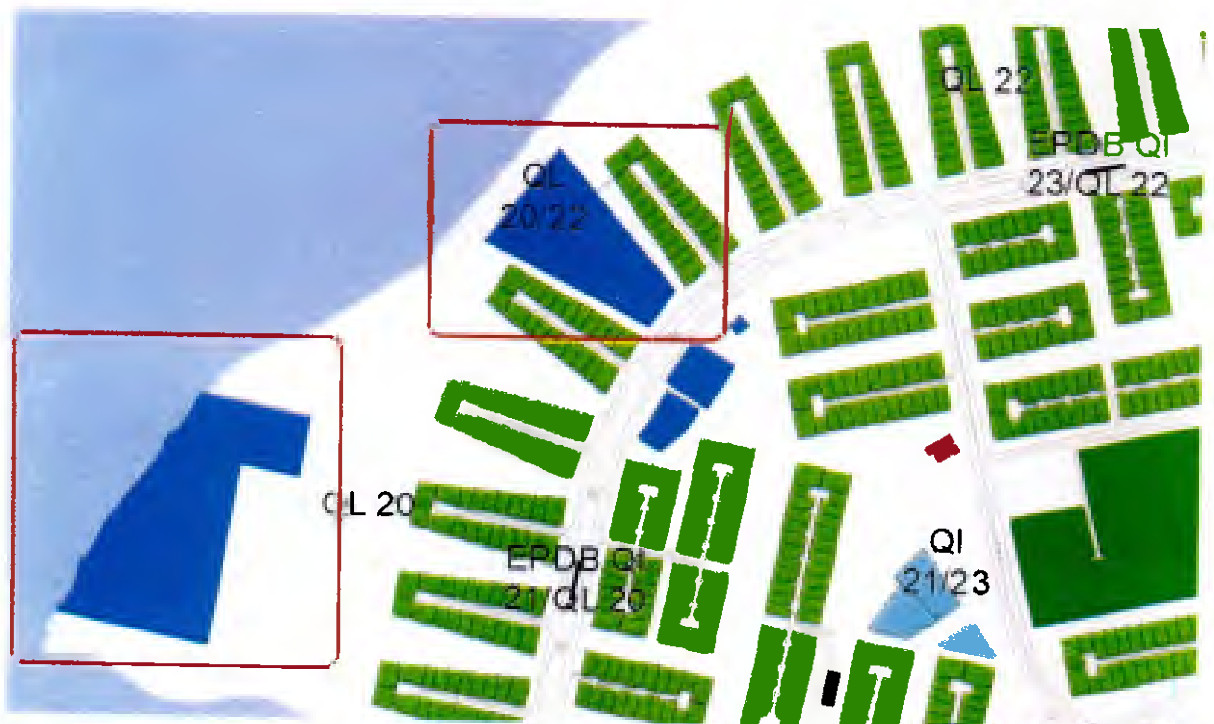 QL 22
EPDB QI
23/QL 22
QL
20/22
QL 20
EPDB QI
21/QL 20
QI
21/23